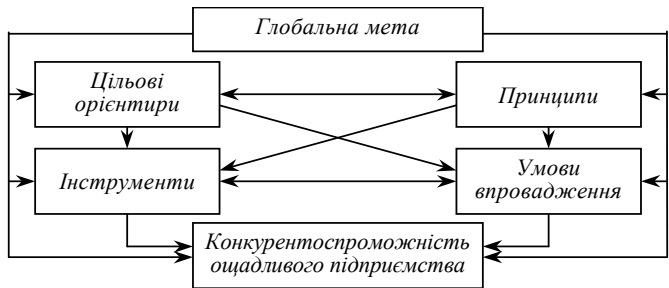 Глобальна мета
Цільові
орієнтири
Принципи
Інструменти
Умови
впровадження
Конкурентоспроможність
ощадливого підприємства